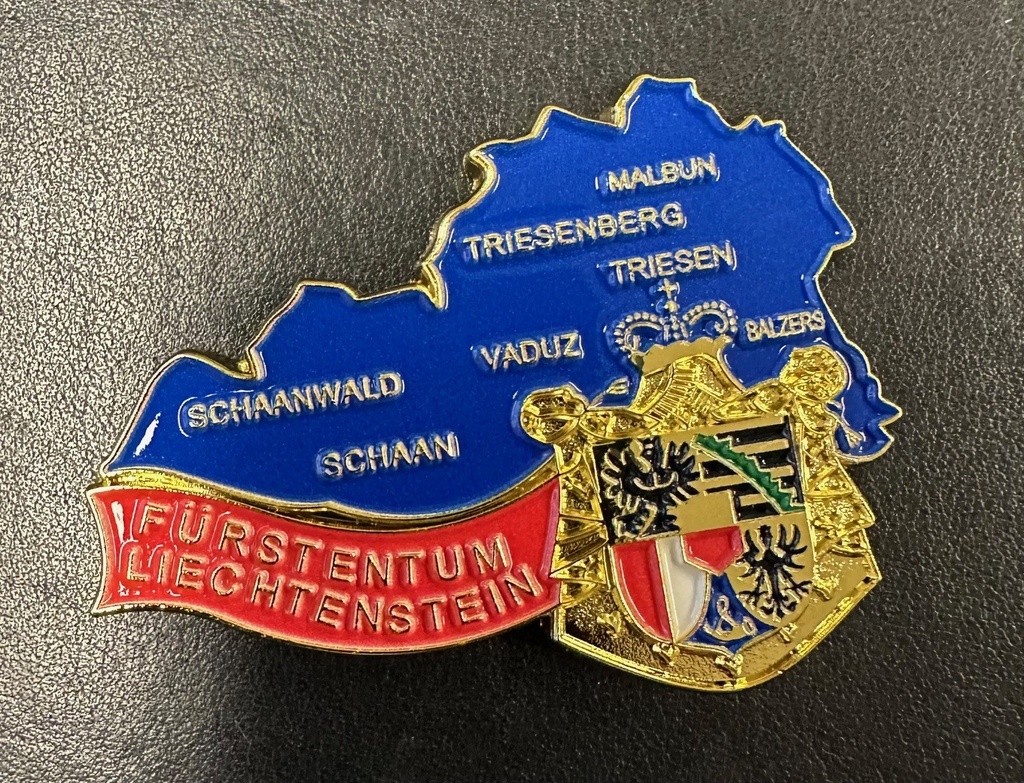 MALBUN
TRIESENBERG
TRIESEN
BALZERS
VADUZ
SCHAANWALD
SCHAAN
FÜRSTENTUM
LIECHTENSTEIN